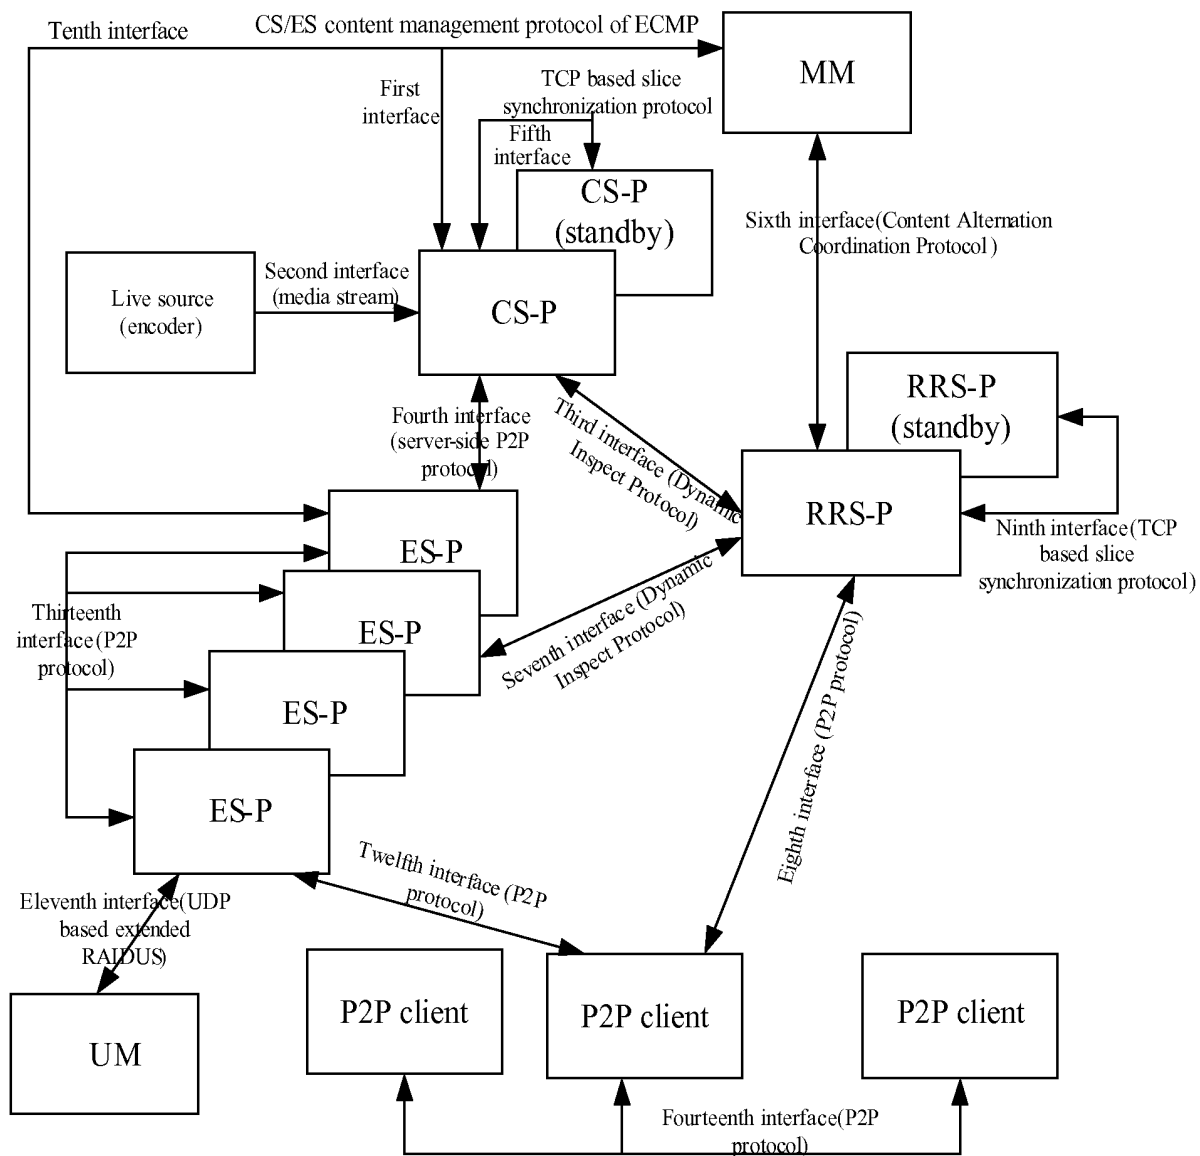 Tenth interface
CS/ES content management protocol of ECMP
MM
First
interface
TCP based slice
synchronization protocol
Fifth
interface
CS-P
(standby)
Sixth interface(Content Alternation
Coordination Protocol)
Live source
(encoder)
Second interface
(media stream)
CS-P
RRS-P
(standby)
Fourth interface
(server-side P2P
protocol)
Third interface (Dynamic
Inspect Protocol)
RRS-P
Ninth interface(TCP
based slice
synchronization protocol)
ES-P
ES-P
ES-P
ES-P
Thirteenth
interface(P2P
protocol)
Seventh interface (Dynamic
Inspect Protocol)
Eighth interface (P2P protocol)
Twelfth interface (P2P
protocol)
Eleventh interface(UDP
based extended
RAIDUS)
UM
P2P client
P2P client
P2P client
Fourteenth interface(P2P
protocol)